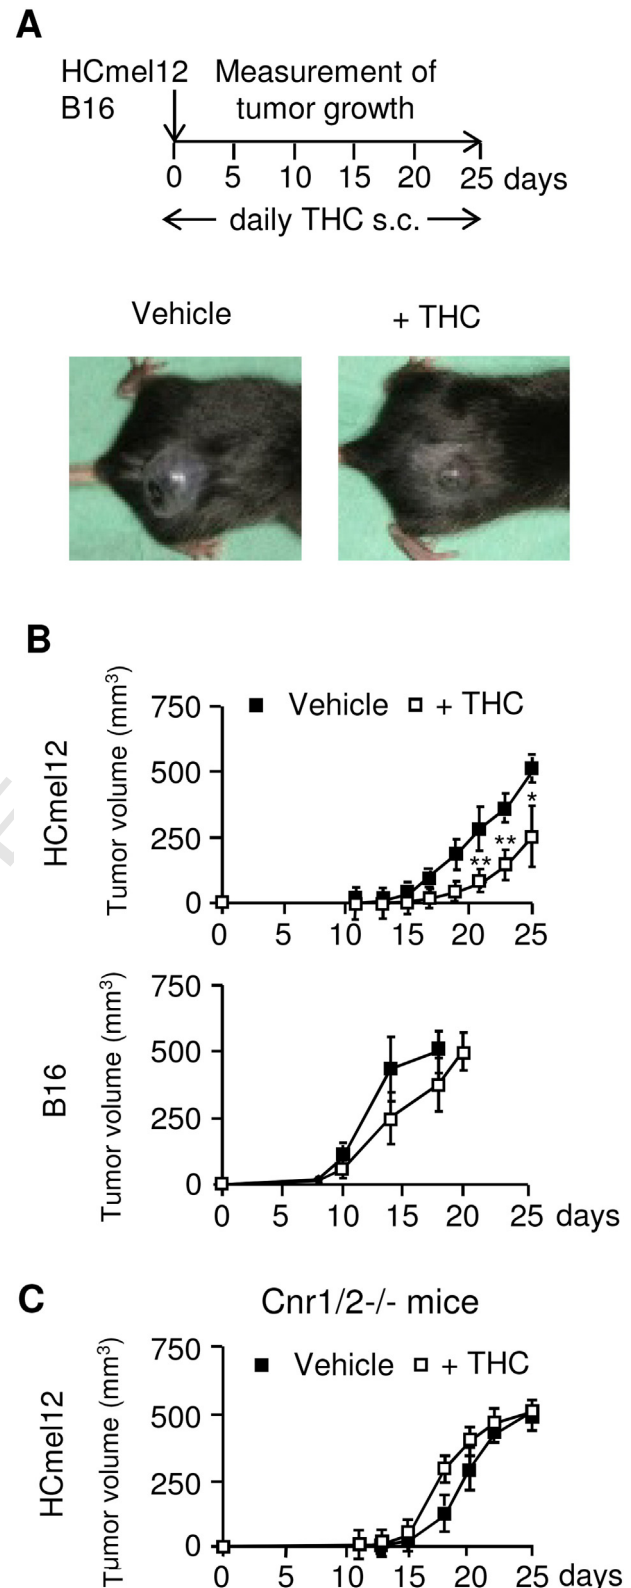 A
HCmel12 Measurement of
B16 tumor growth
0 5 10 15 20 25 days
daily THC s.c.
Vehicle + THC
B
HCmel12
Tumor volume (mm³)
Vehicle + THC
750
500
250
0
*
**
**
0 5 10 15 20 25
B16
Tumor volume (mm³)
750
500
250
0
0 5 10 15 20 25 days
C
Cnr1/2-/- mice
HCmel12
Tumor volume (mm³)
Vehicle + THC
750
500
250
0
0 5 10 15 20 25 days